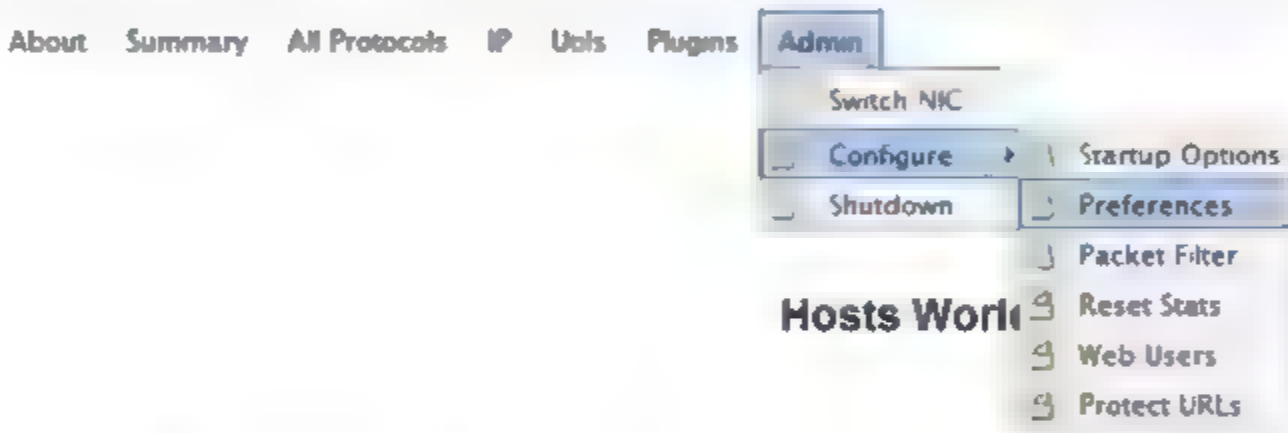 About Summary All Protocols IP Utils Plugins Admin
Switch NIC
Configure
Startup Options
Shutdown
Preferences
Packet Filter
Hosts World
Reset Stats
Web Users
Protect URLs